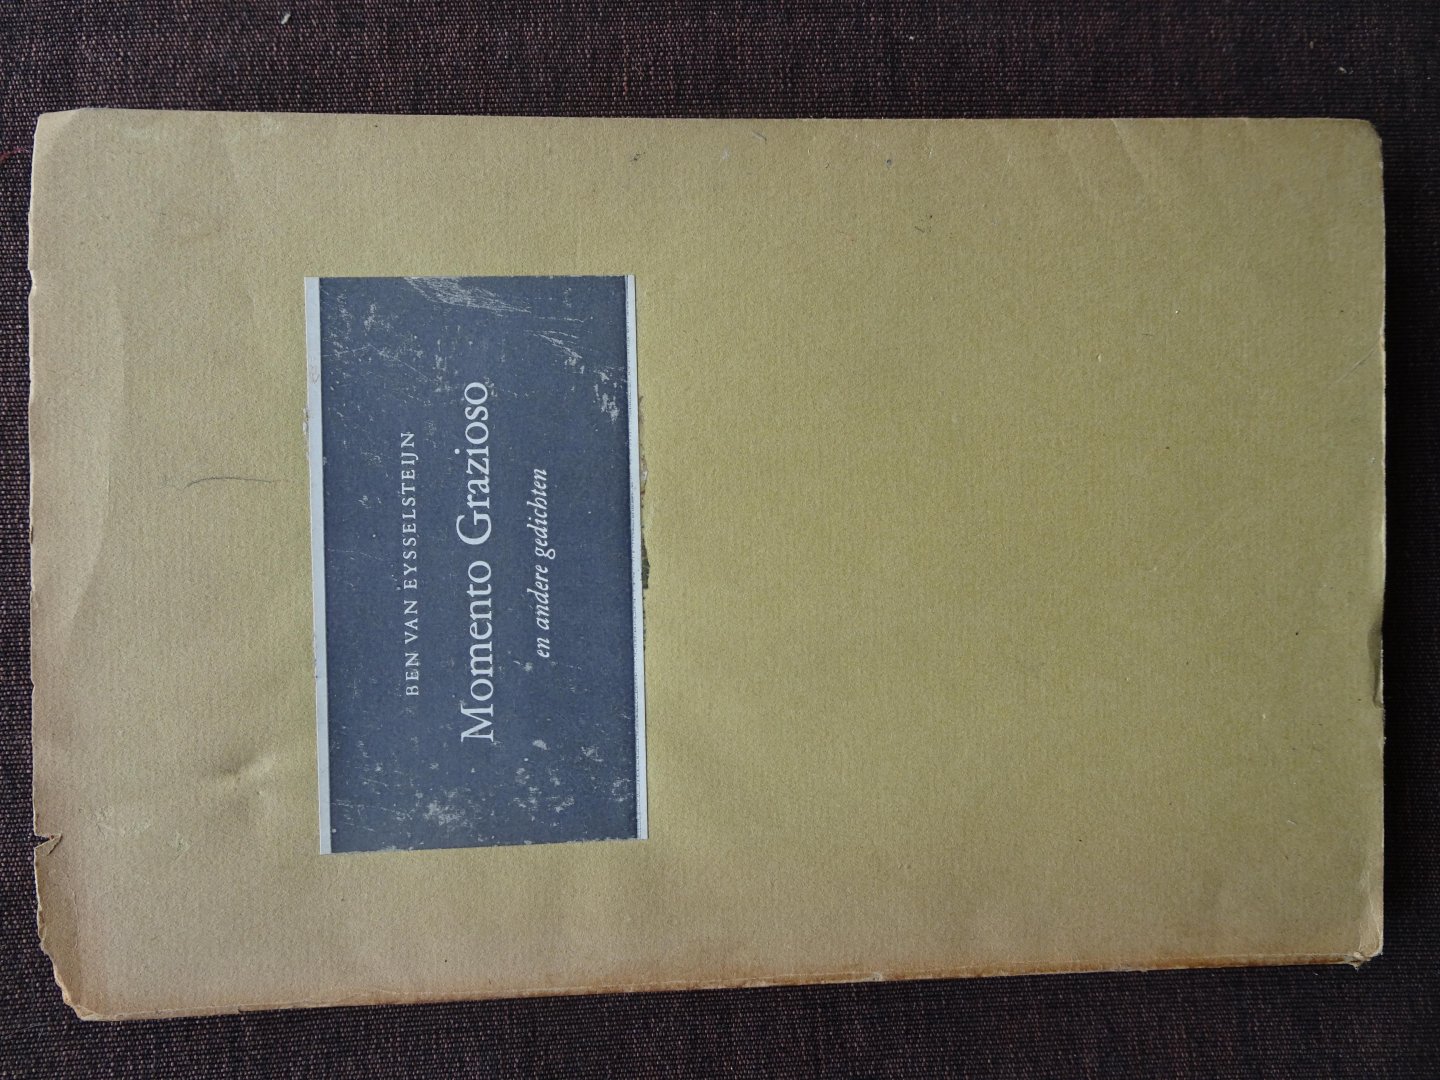 BEN VAN EYSSELSTEIJN
Momento Grazioso
en andere gedichten